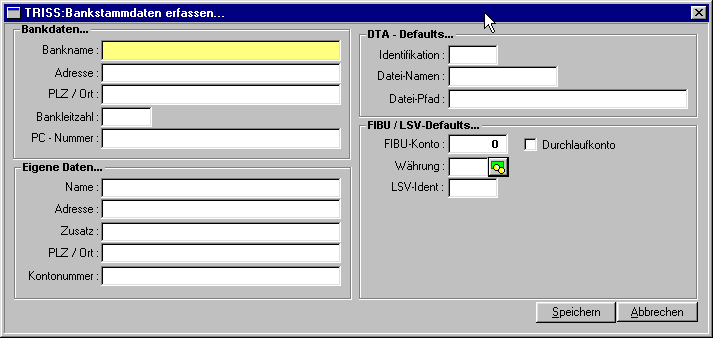 TRISS:Bankstammdaten erfassen...
Bankdaten...
Bankname :
Adresse :
PLZ / Ort :
Bankleitzahl :
PC - Nummer :
Eigene Daten...
Name :
Adresse :
Zusatz :
PLZ / Ort :
Kontonummer :
DTA - Defaults...
Identifikation :
Datei-Namen :
Datei-Pfad :
FIBU / LSV-Defaults...
FIBU-Konto : 0 Durchlaufkonto
Währung :
LSV-Ident :
Speichern Abbrechen